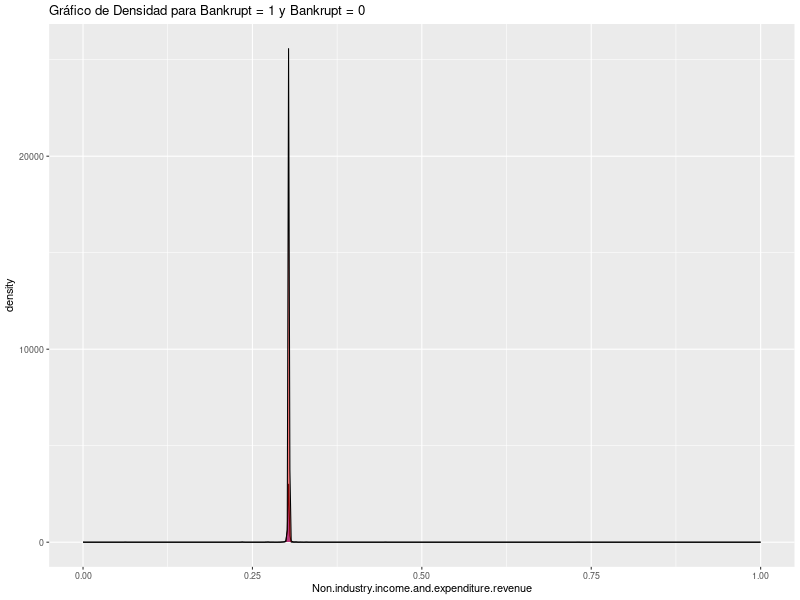 Gráfico de Densidad para Bankrupt = 1 y Bankrupt = 0
20000
10000
0
density
0.00 0.25 0.50 0.75 1.00
Non.industry.income.and.expenditure.revenue